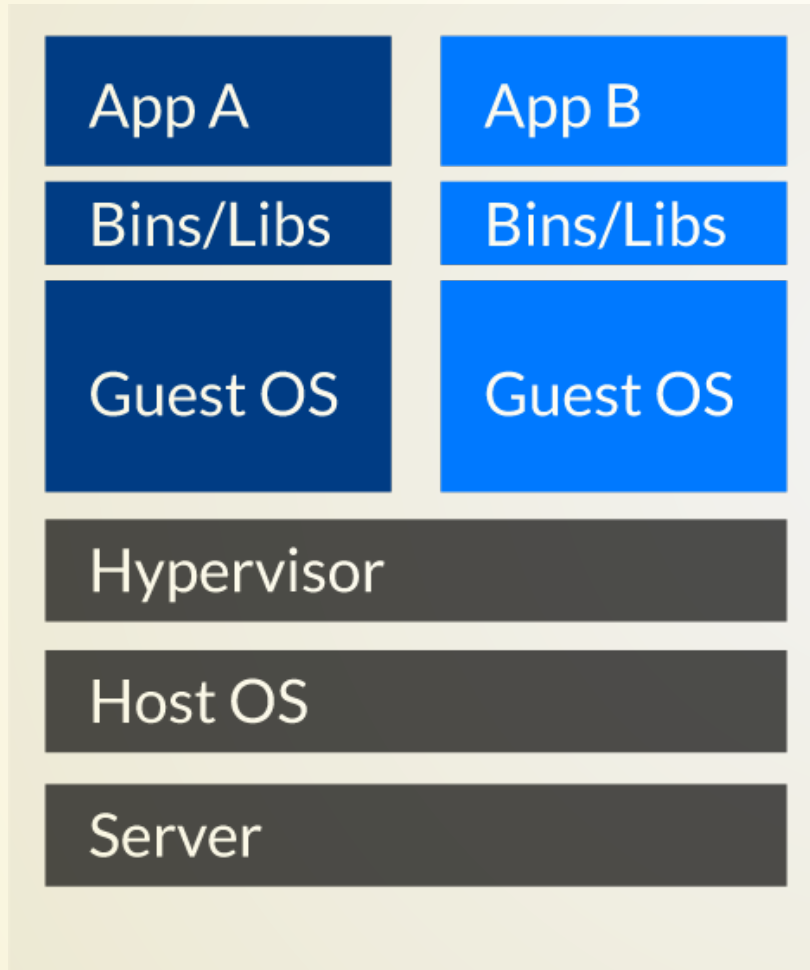 App A
App B
Bins/Libs
Bins/Libs
Guest OS
Guest OS
Hypervisor
Host OS
Server